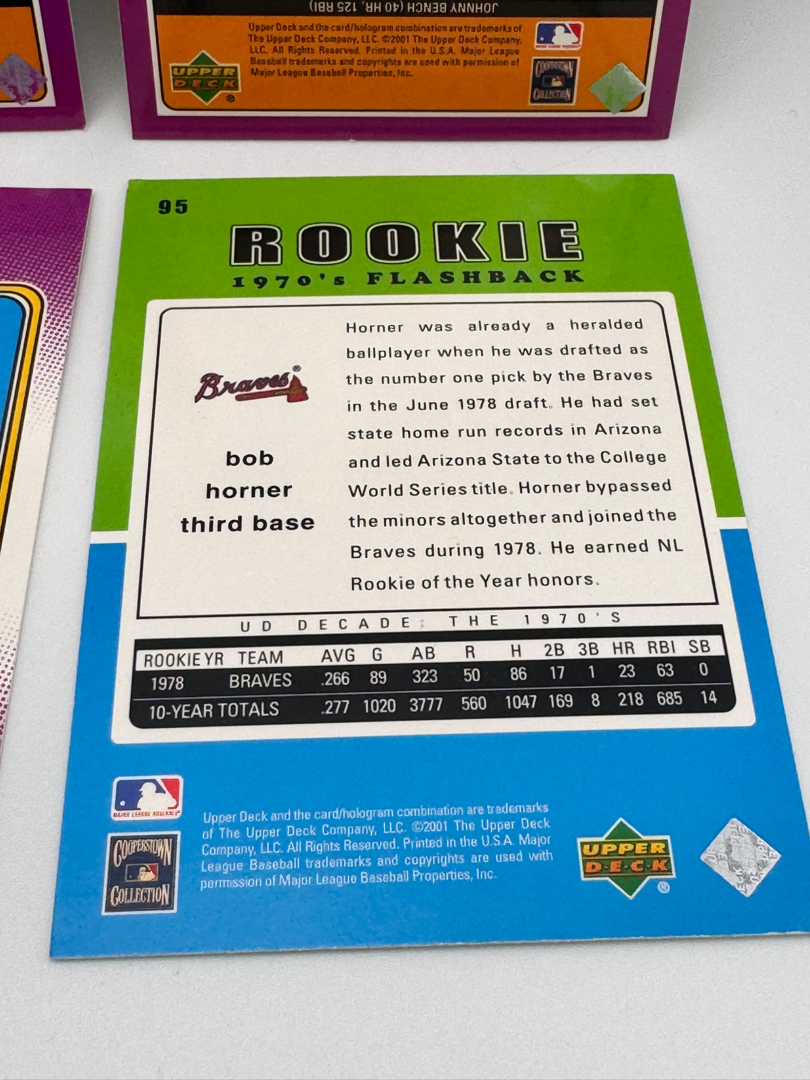 JOHNNY BENCH (40 HR, 125 RBI)
Upper Deck and the card/hologram combination are trademarks of
The Upper Deck Company, LLC. ©2001 The Upper Deck Company,
LLC. All Rights Reserved. Printed in the U.S.A. Major League
Baseball trademarks and copyrights are used with permission of
Major League Baseball Properties, Inc.
UPPER
DECK
®
COOPERSTOWN
COLLECTION
95
ROOKIE
1970's FLASHBACK
Braves®
bob
horner
third base
Horner was already a heralded
ballplayer when he was drafted as
the number one pick by the Braves
in the June 1978 draft. He had set
state home run records in Arizona
and led Arizona State to the College
World Series title. Horner bypassed
the minors altogether and joined the
Braves during 1978. He earned NL
Rookie of the Year honors.
UD DECADE: THE 1970'S
ROOKIE YR TEAM AVG G AB R H 2B 3B HR RBI SB
1978 BRAVES .266 89 323 50 86 17 1 23 63 0
10-YEAR TOTALS .277 1020 3777 560 1047 169 8 218 685 14
MAJOR LEAGUE BASEBALL
COOPERSTOWN
COLLECTION
Upper Deck and the card/hologram combination are trademarks
of The Upper Deck Company, LLC. ©2001 The Upper Deck
Company, LLC. All Rights Reserved. Printed in the U.S.A. Major
League Baseball trademarks and copyrights are used with
permission of Major League Baseball Properties, Inc.
UPPER
D·E·C·K
®